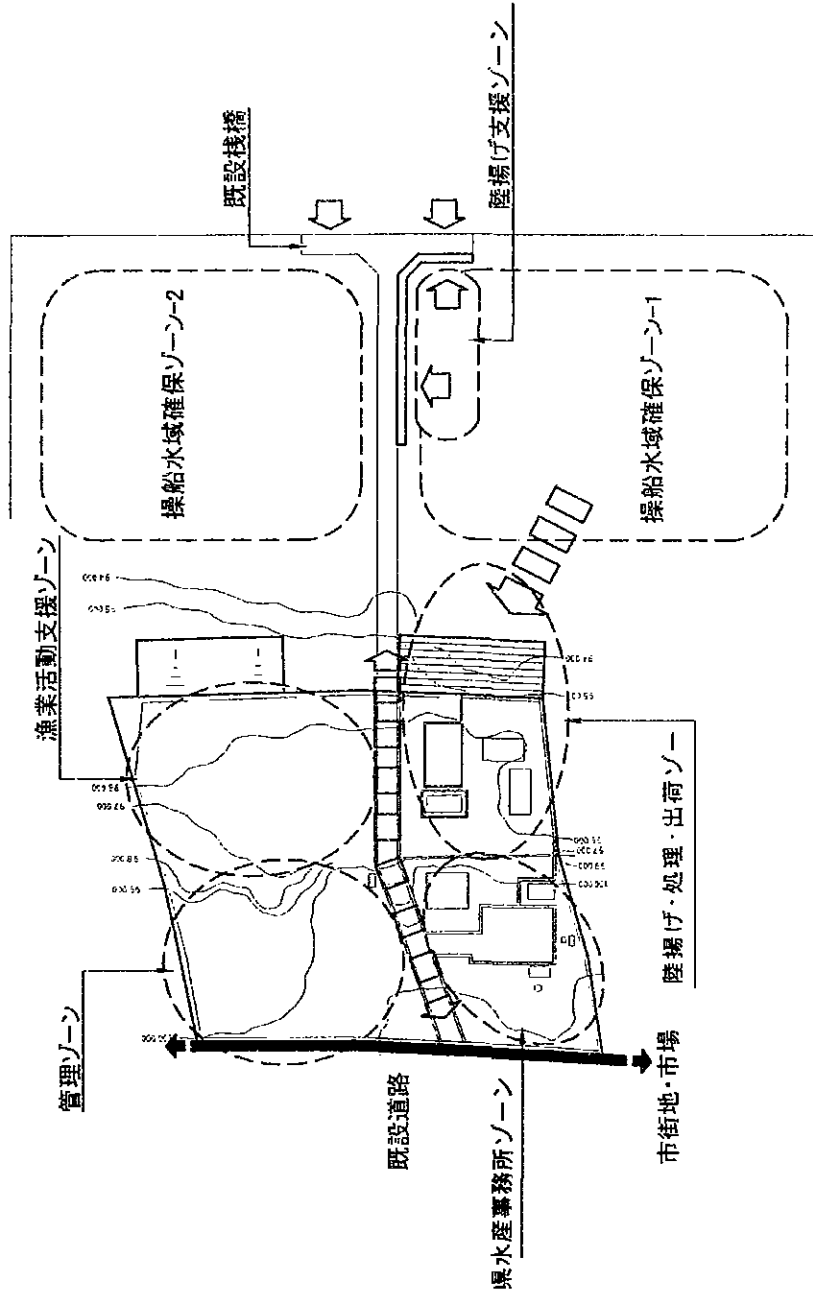 既設桟橋
陸揚げ支援ゾーン
操船水域確保ゾーン-2
操船水域確保ゾーン-1
漁業活動支援ゾーン
陸揚げ・処理・出荷ゾー
管理ゾーン
既設道路
市街地・市場
県水産事務所ゾーン